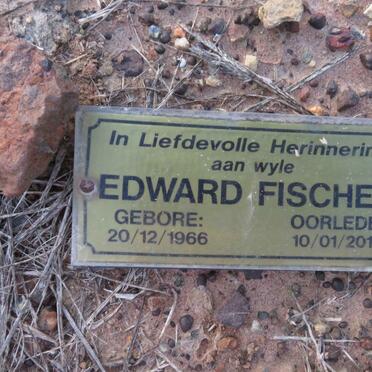 In Liefdevolle Herinnerin
aan wyle
EDWARD FISCHE
GEBORE: OORLEDE
20/12/1966 10/01/201